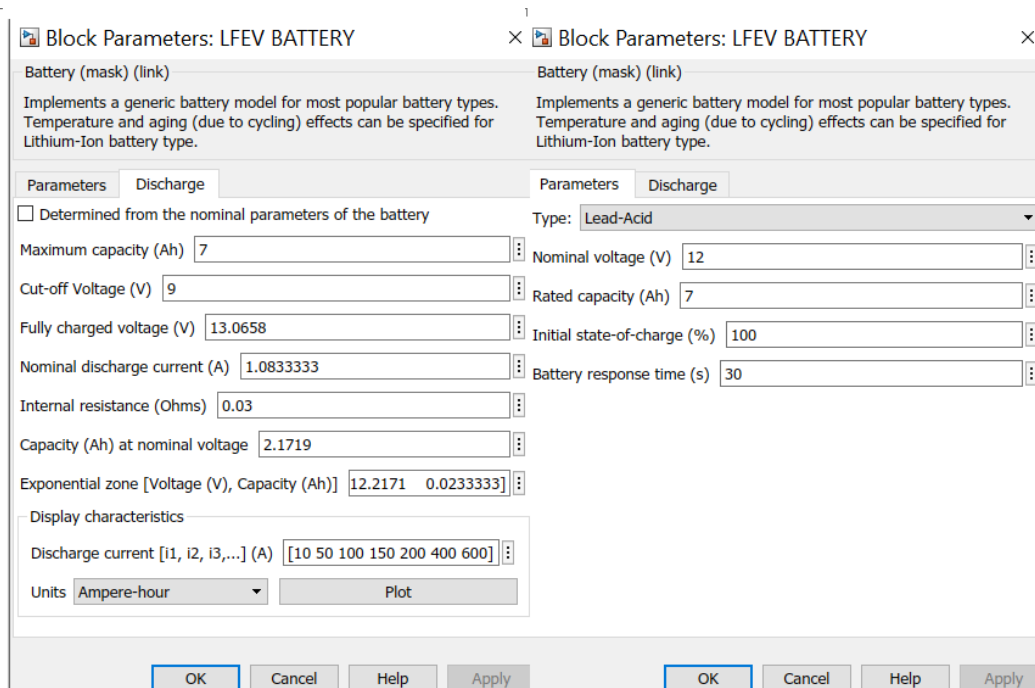 Block Parameters: LFEV BATTERY
Battery (mask) (link)
Implements a generic battery model for most popular battery types.
Temperature and aging (due to cycling) effects can be specified for
Lithium-Ion battery type.
Parameters Discharge
Determined from the nominal parameters of the battery
Maximum capacity (Ah) 7
Cut-off Voltage (V) 9
Fully charged voltage (V) 13.0658
Nominal discharge current (A) 1.0833333
Internal resistance (Ohms) 0.03
Capacity (Ah) at nominal voltage 2.1719
Exponential zone [Voltage (V), Capacity (Ah)] 12.2171 0.0233333]
Display characteristics
Discharge current [i1, i2, i3,...] (A) [10 50 100 150 200 400 600]
Units Ampere-hour Plot
OK Cancel Help Apply
Block Parameters: LFEV BATTERY
Battery (mask) (link)
Implements a generic battery model for most popular battery types.
Temperature and aging (due to cycling) effects can be specified for
Lithium-Ion battery type.
Parameters Discharge
Type: Lead-Acid
Nominal voltage (V) 12
Rated capacity (Ah) 7
Initial state-of-charge (%) 100
Battery response time (s) 30
OK Cancel Help Apply